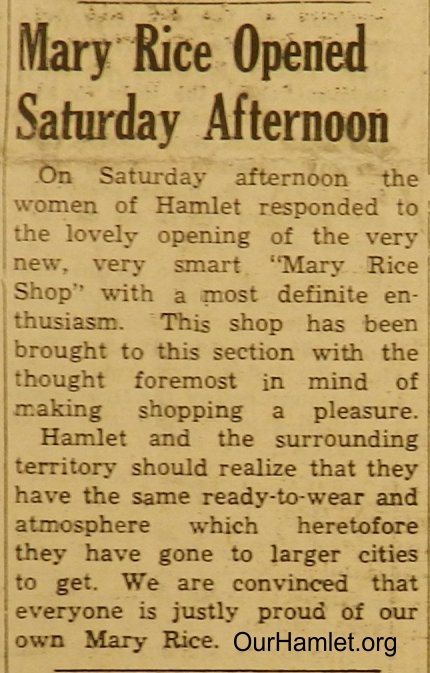 Mary Rice Opened
Saturday Afternoon
On Saturday afternoon the
women of Hamlet responded to
the lovely opening of the very
new, very smart "Mary Rice
Shop" with a most definite en-
thusiasm. This shop has been
brought to this section with the
thought foremost in mind of
making shopping a pleasure.
Hamlet and the surrounding
territory should realize that they
have the same ready-to-wear and
atmosphere which heretofore
they have gone to larger cities
to get. We are convinced that
everyone is justly proud of our
own Mary Rice. OurHamlet.org